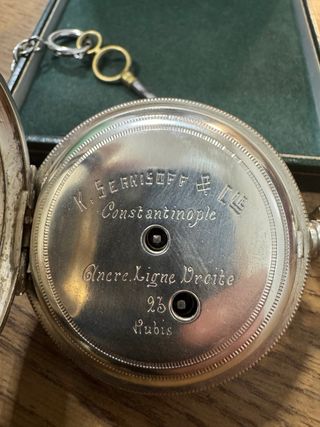 K. SERKISOFF & CIE
Constantinople
Ancre. Ligne Droite
23
Rubis